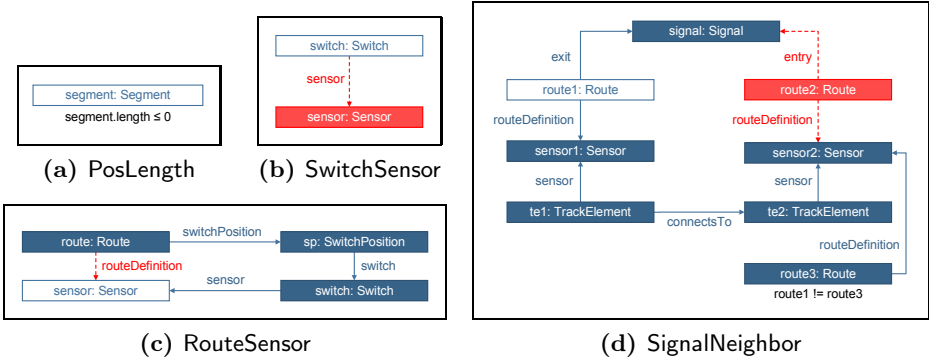 segment: Segment
segment.length ≤ 0
(a) PosLength
switch: Switch
sensor
sensor: Sensor
(b) SwitchSensor
route: Route
switchPosition
sp: SwitchPosition
routeDefinition
switch
sensor: Sensor
sensor
switch: Switch
(c) RouteSensor
signal: Signal
exit
entry
route1: Route
route2: Route
routeDefinition
routeDefinition
sensor1: Sensor
sensor2: Sensor
sensor
sensor
te1: TrackElement
connectsTo
te2: TrackElement
routeDefinition
route3: Route
route1 != route3
(d) SignalNeighbor